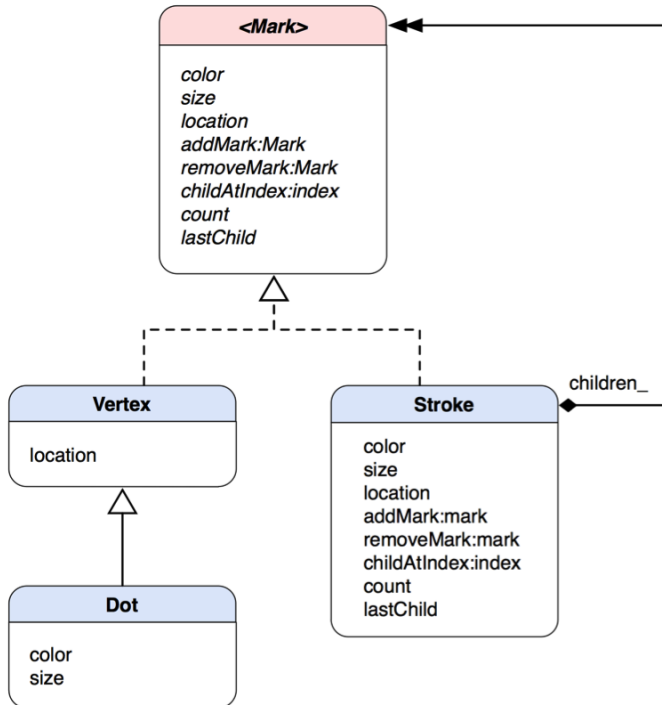 <Mark>
color
size
location
addMark:Mark
removeMark:Mark
childAtIndex:index
count
lastChild
Vertex
location
Dot
color
size
children_
Stroke
color
size
location
addMark:mark
removeMark:mark
childAtIndex:index
count
lastChild